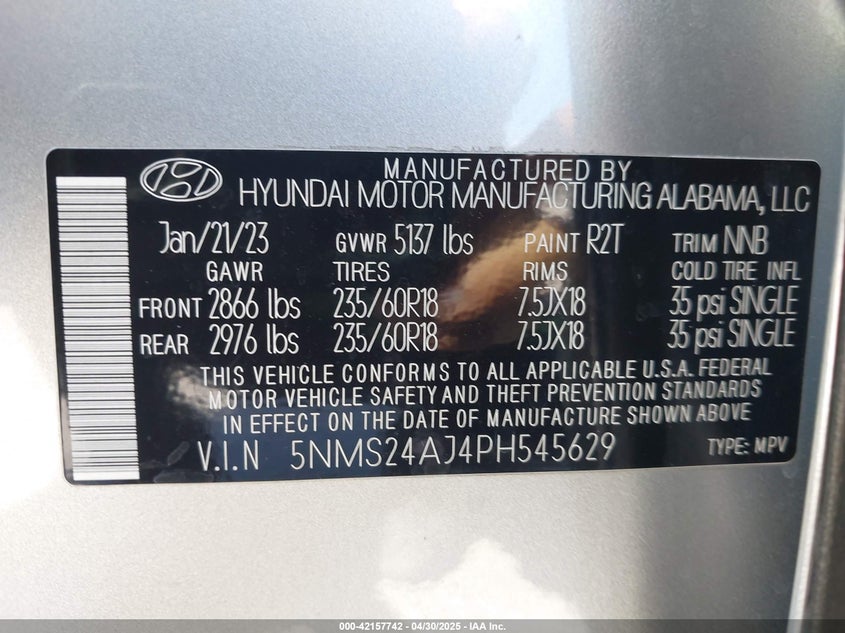 MANUFACTURED BY
HYUNDAI MOTOR MANUFACTURING ALABAMA, LLC
Jan/21/23 GVWR 5137 lbs PAINT R2T TRIM NNB
GAWR TIRES RIMS COLD TIRE INFL
FRONT 2866 lbs 235/60R18 7.5JX18 35 psi SINGLE
REAR 2976 lbs 235/60R18 7.5JX18 35 psi SINGLE
THIS VEHICLE CONFORMS TO ALL APPLICABLE U.S.A. FEDERAL
MOTOR VEHICLE SAFETY AND THEFT PREVENTION STANDARDS
IN EFFECT ON THE DATE OF MANUFACTURE SHOWN ABOVE
V.I.N 5NMS24AJ4PH545629 TYPE: MPV
000-42157742 - 04/30/2025 - IAA Inc.